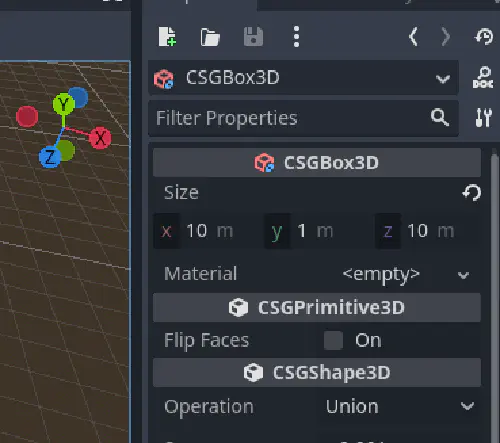 CSGBox3D
Filter Properties
Y
X
Z
CSGBox3D
Size
x 10 m y 1 m z 10 m
Material <empty>
CSGPrimitive3D
Flip Faces On
CSGShape3D
Operation Union